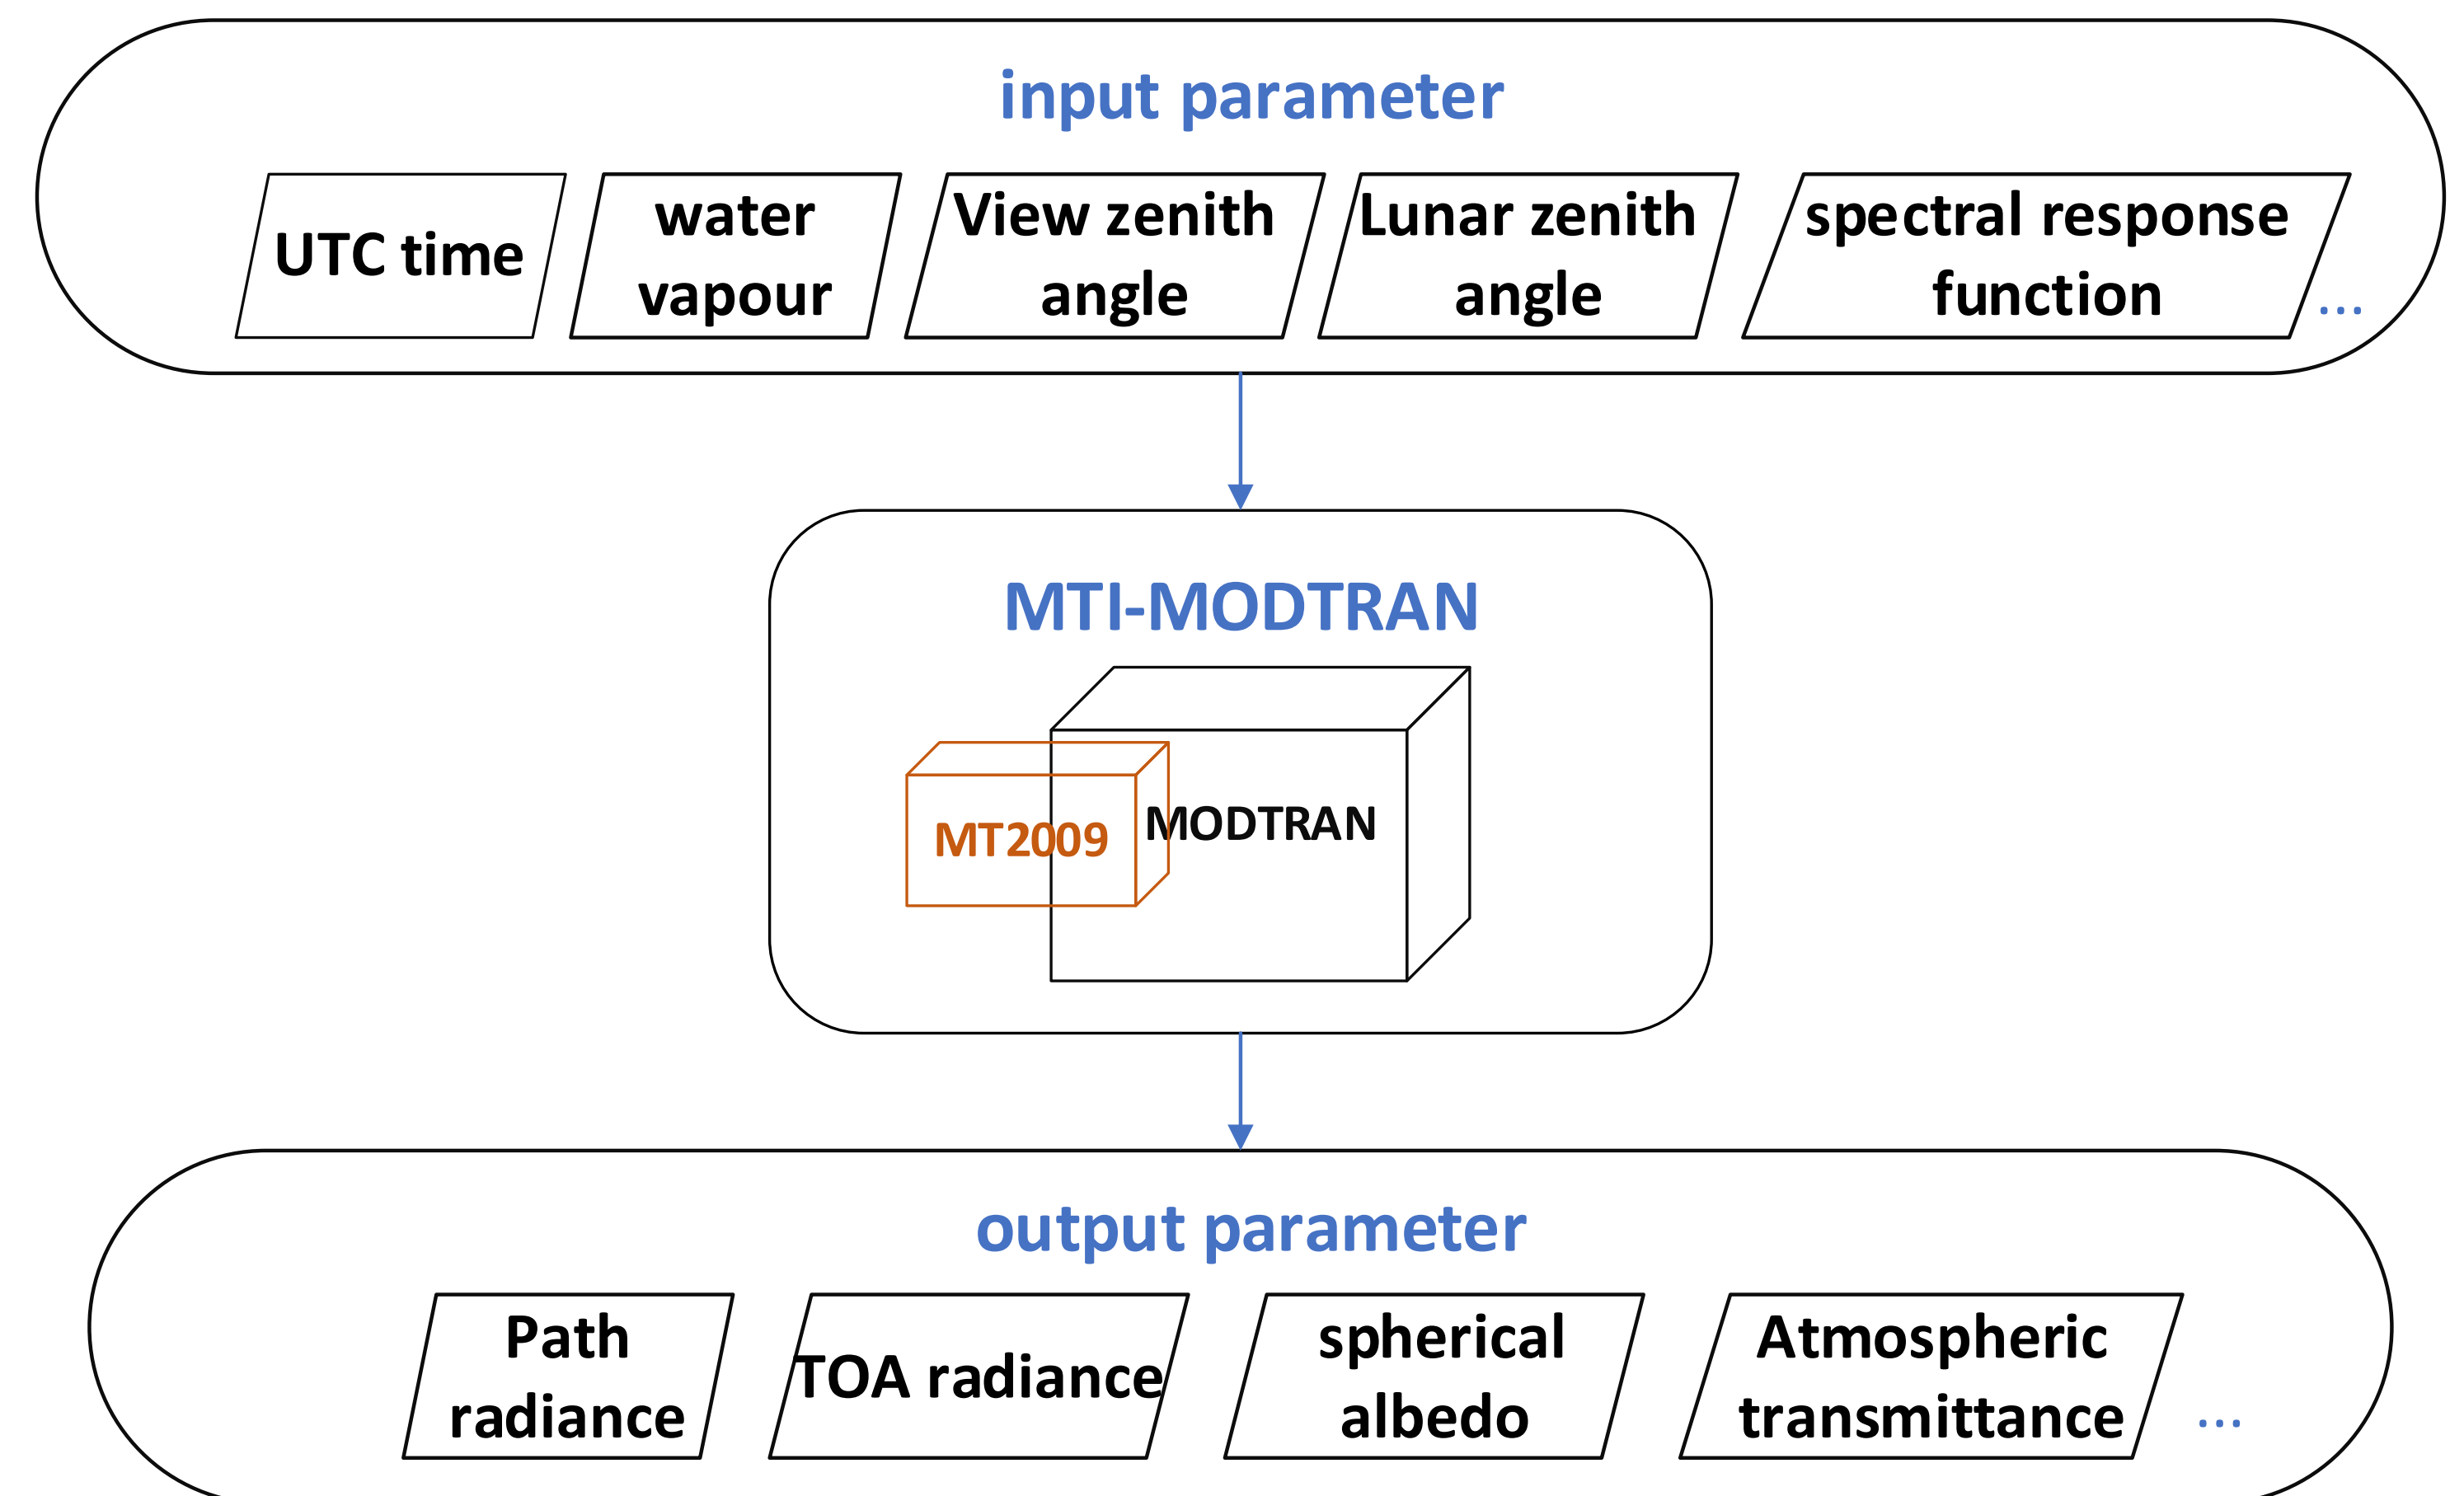 input parameter
UTC time
water
vapour
View zenith
angle
Lunar zenith
angle
spectral response
function
...
MTI-MODTRAN
MT2009
MODTRAN
output parameter
Path
radiance
TOA radiance
spherical
albedo
Atmospheric
transmittance
...